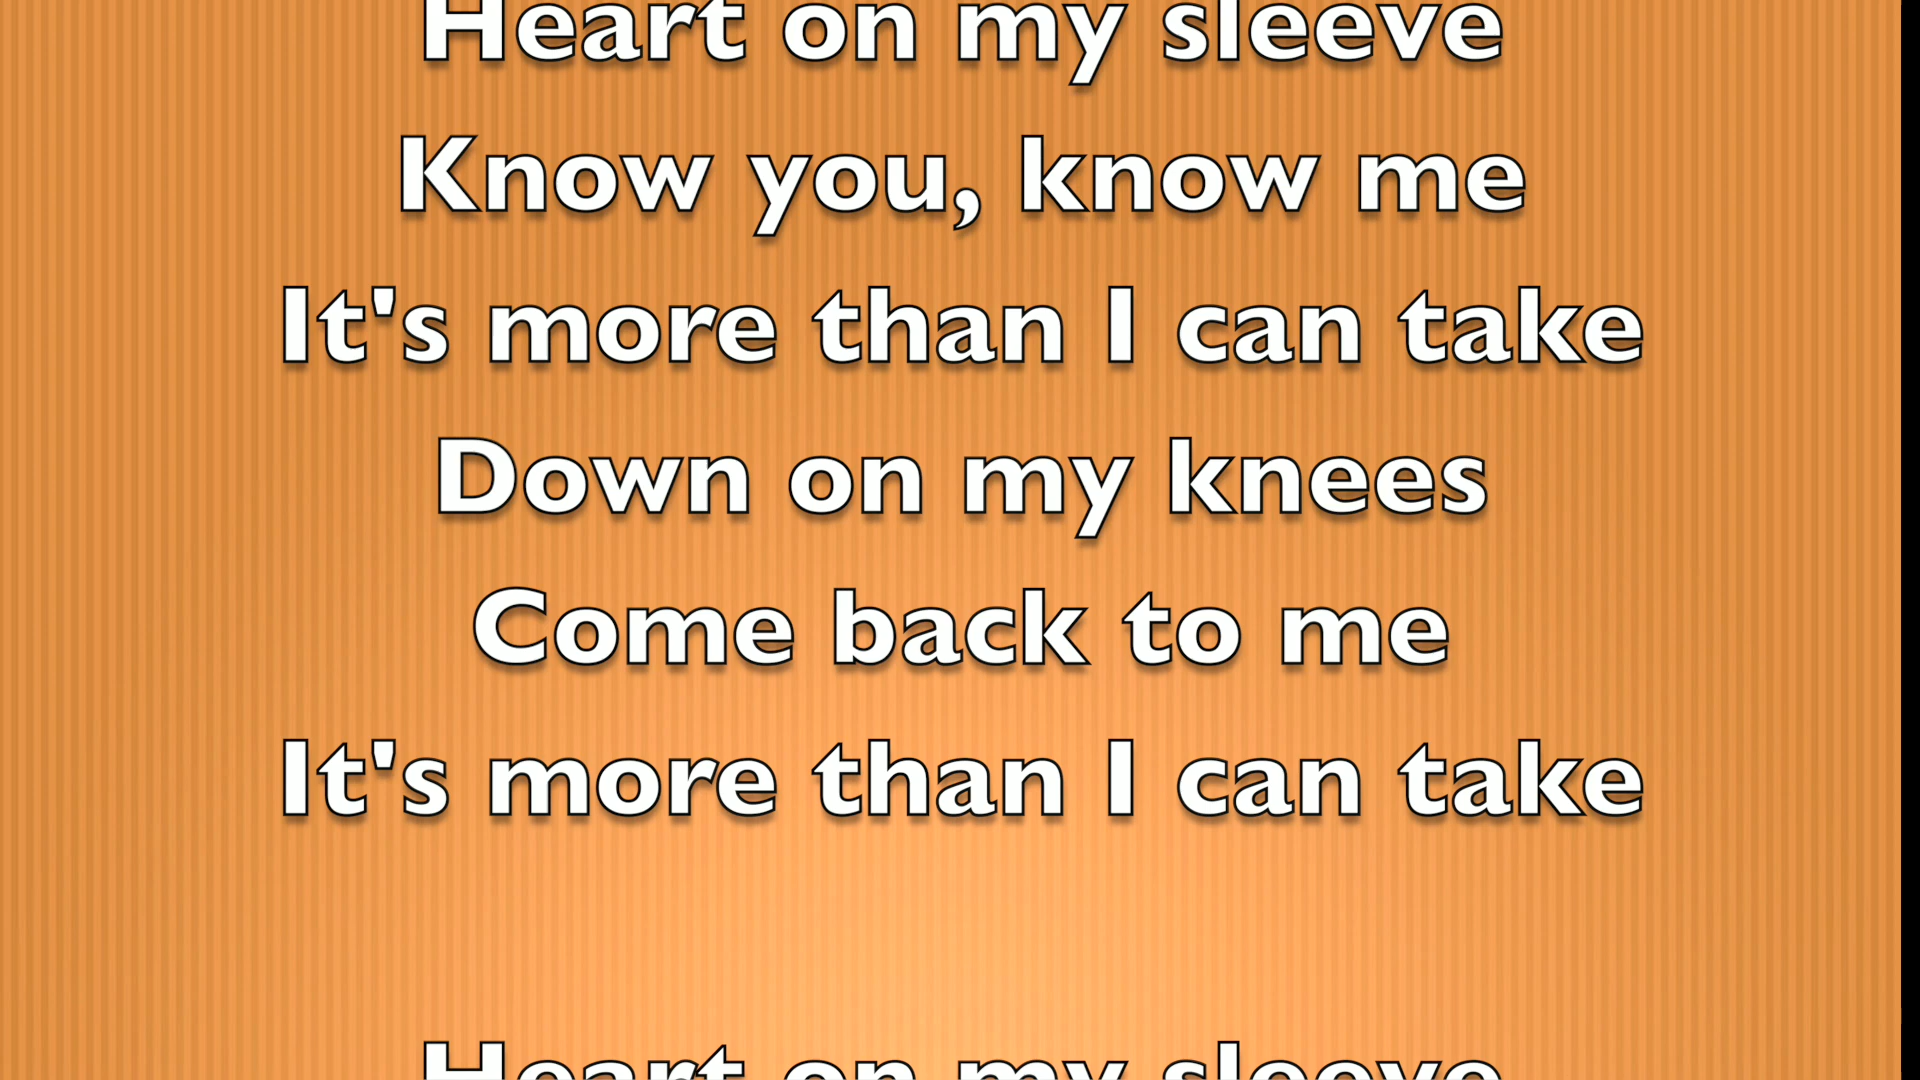 Heart on my sleeve
Know you, know me
It's more than I can take
Down on my knees
Come back to me
It's more than I can take
Heart on my sleeve